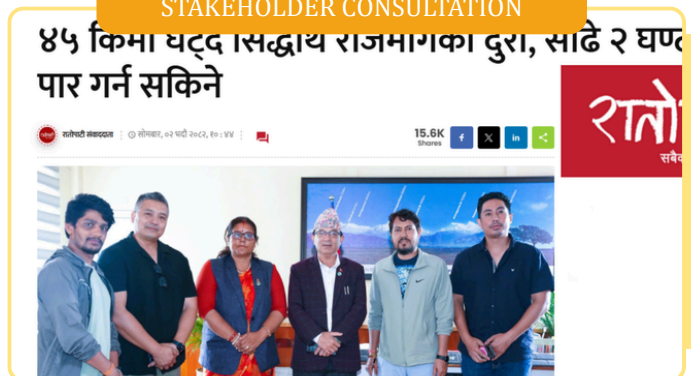 STAKEHOLDER CONSULTATION
४५ किमी घट्दै सिद्धार्थ राजमार्गको दुरी, साढे २ घण्
पार गर्न सकिने
रातोपाटी संवाददाता
सोमबार, ०२ भदौ २०८२, १० : ४४
15.6K
Shares
रातो
सबैको